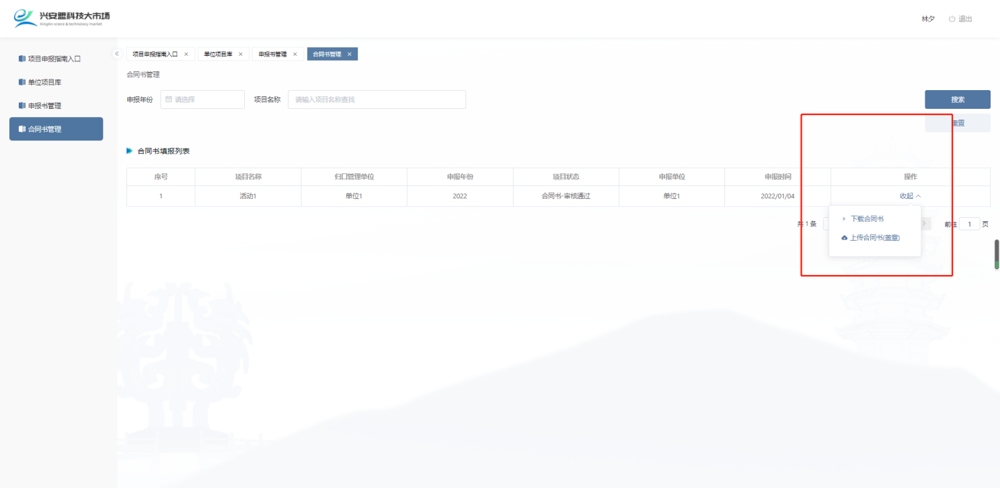 兴安盟科技大市场
XingAn sciece & technolocy market
林夕 退出
项目申报指南入口
单位项目库
申报书管理
合同书管理
项目申报指南入口 × 单位项目库 × 申报书管理 × 合同书管理 ×
合同书管理
申报年份 请选择 项目名称 请输入项目名称查找 搜索
重置
合同书填报列表
序号 项目名称 归口管理单位 申报年份 项目状态 申报单位 申报时间 操作
1 活动1 单位1 2022 合同书-审核通过 单位1 2022/01/04 收起
共 1 条 前往 1 页
下载合同书
上传合同书(盖章)